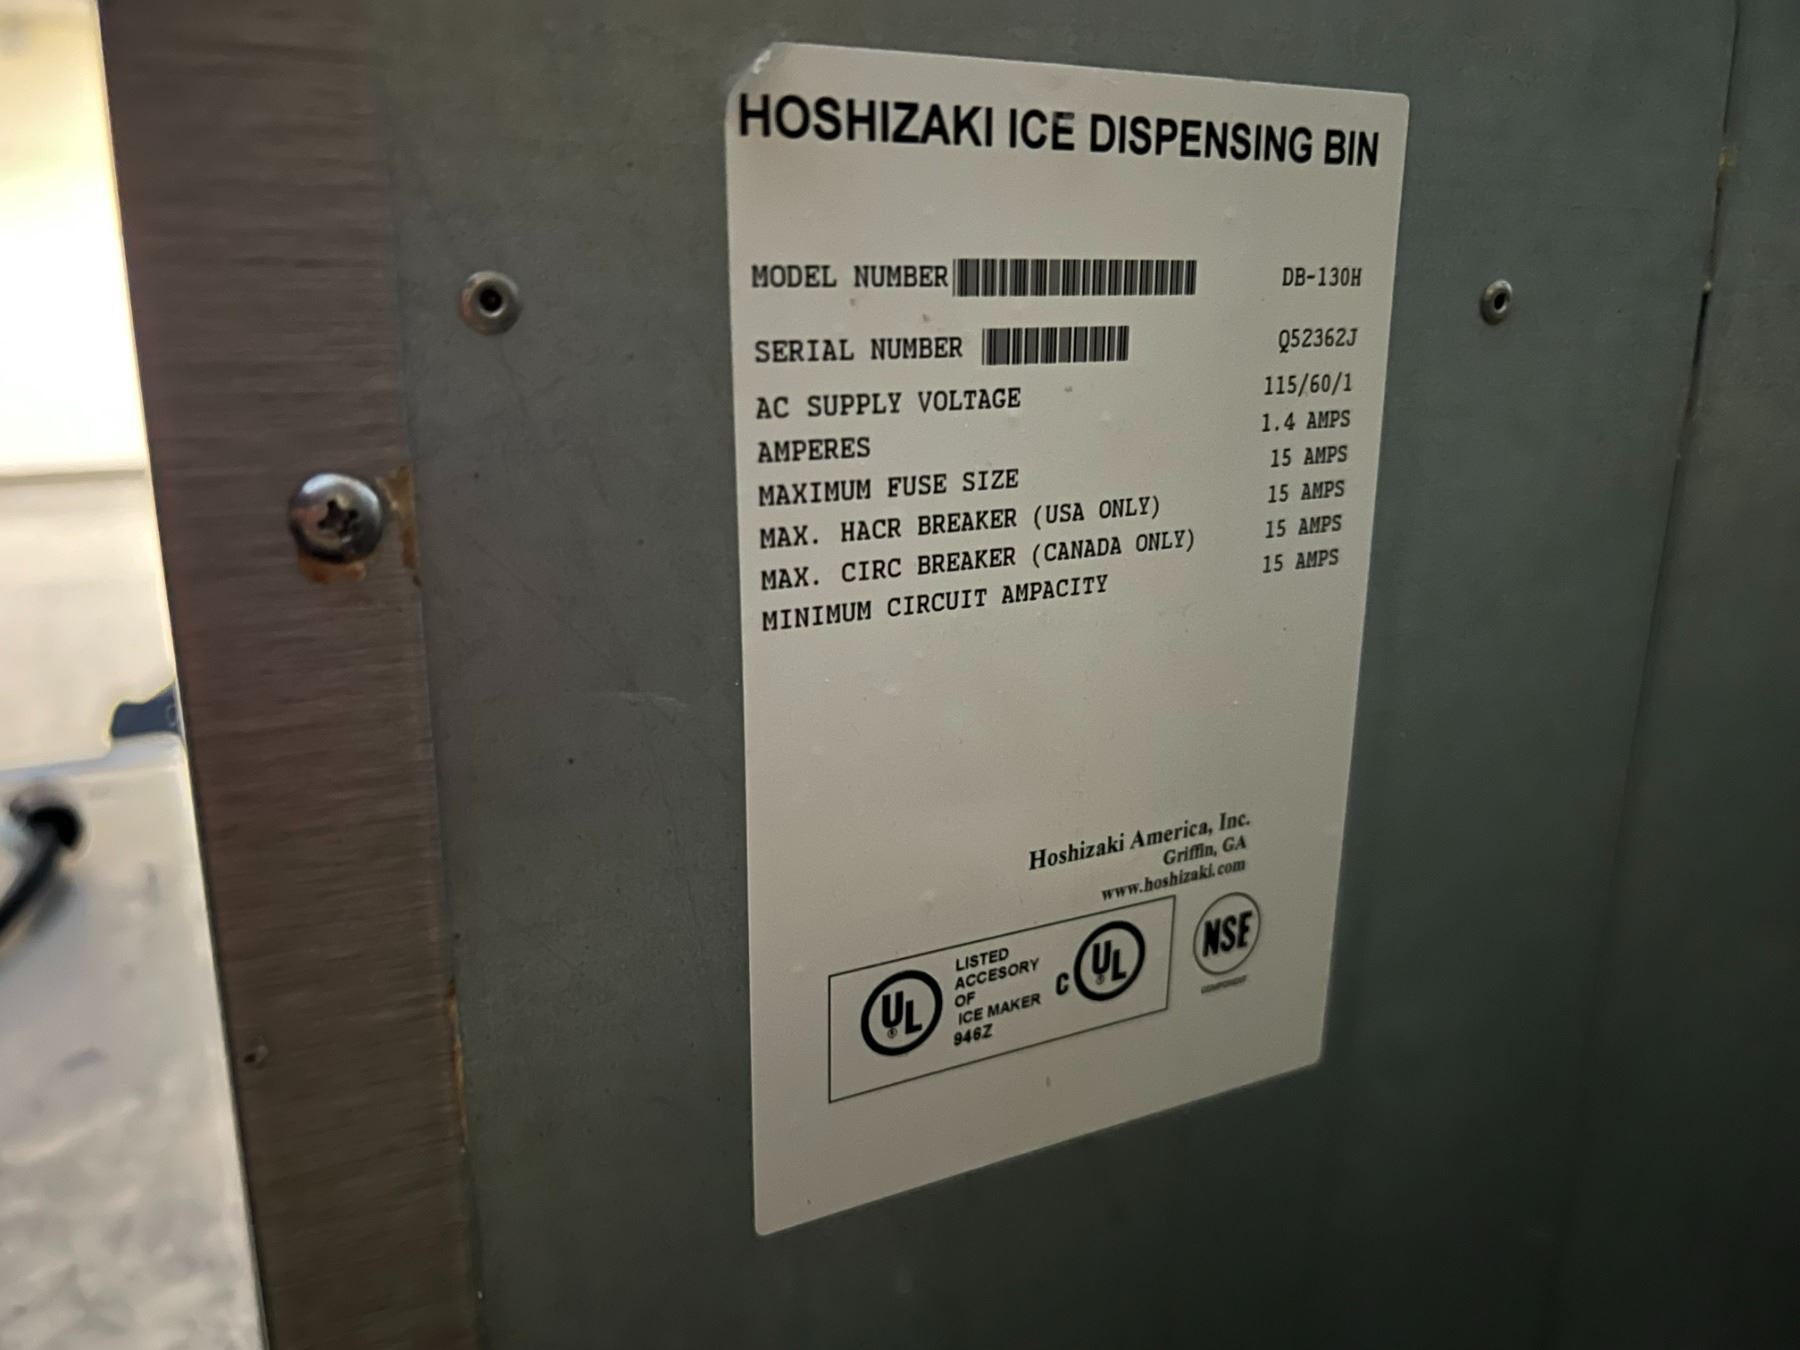 HOSHIZAKI ICE DISPENSING BIN
MODEL NUMBER DB-130H
SERIAL NUMBER Q52362J
AC SUPPLY VOLTAGE 115/60/1
AMPERES 1.4 AMPS
MAXIMUM FUSE SIZE 15 AMPS
MAX. HACR BREAKER (USA ONLY) 15 AMPS
MAX. CIRC BREAKER (CANADA ONLY) 15 AMPS
MINIMUM CIRCUIT AMPACITY 15 AMPS
Hoshizaki America, Inc.
Griffin, GA
www.hoshizaki.com
UL ®
LISTED
ACCESORY
OF
ICE MAKER
946Z
C UL ®
NSF
COMPONENT